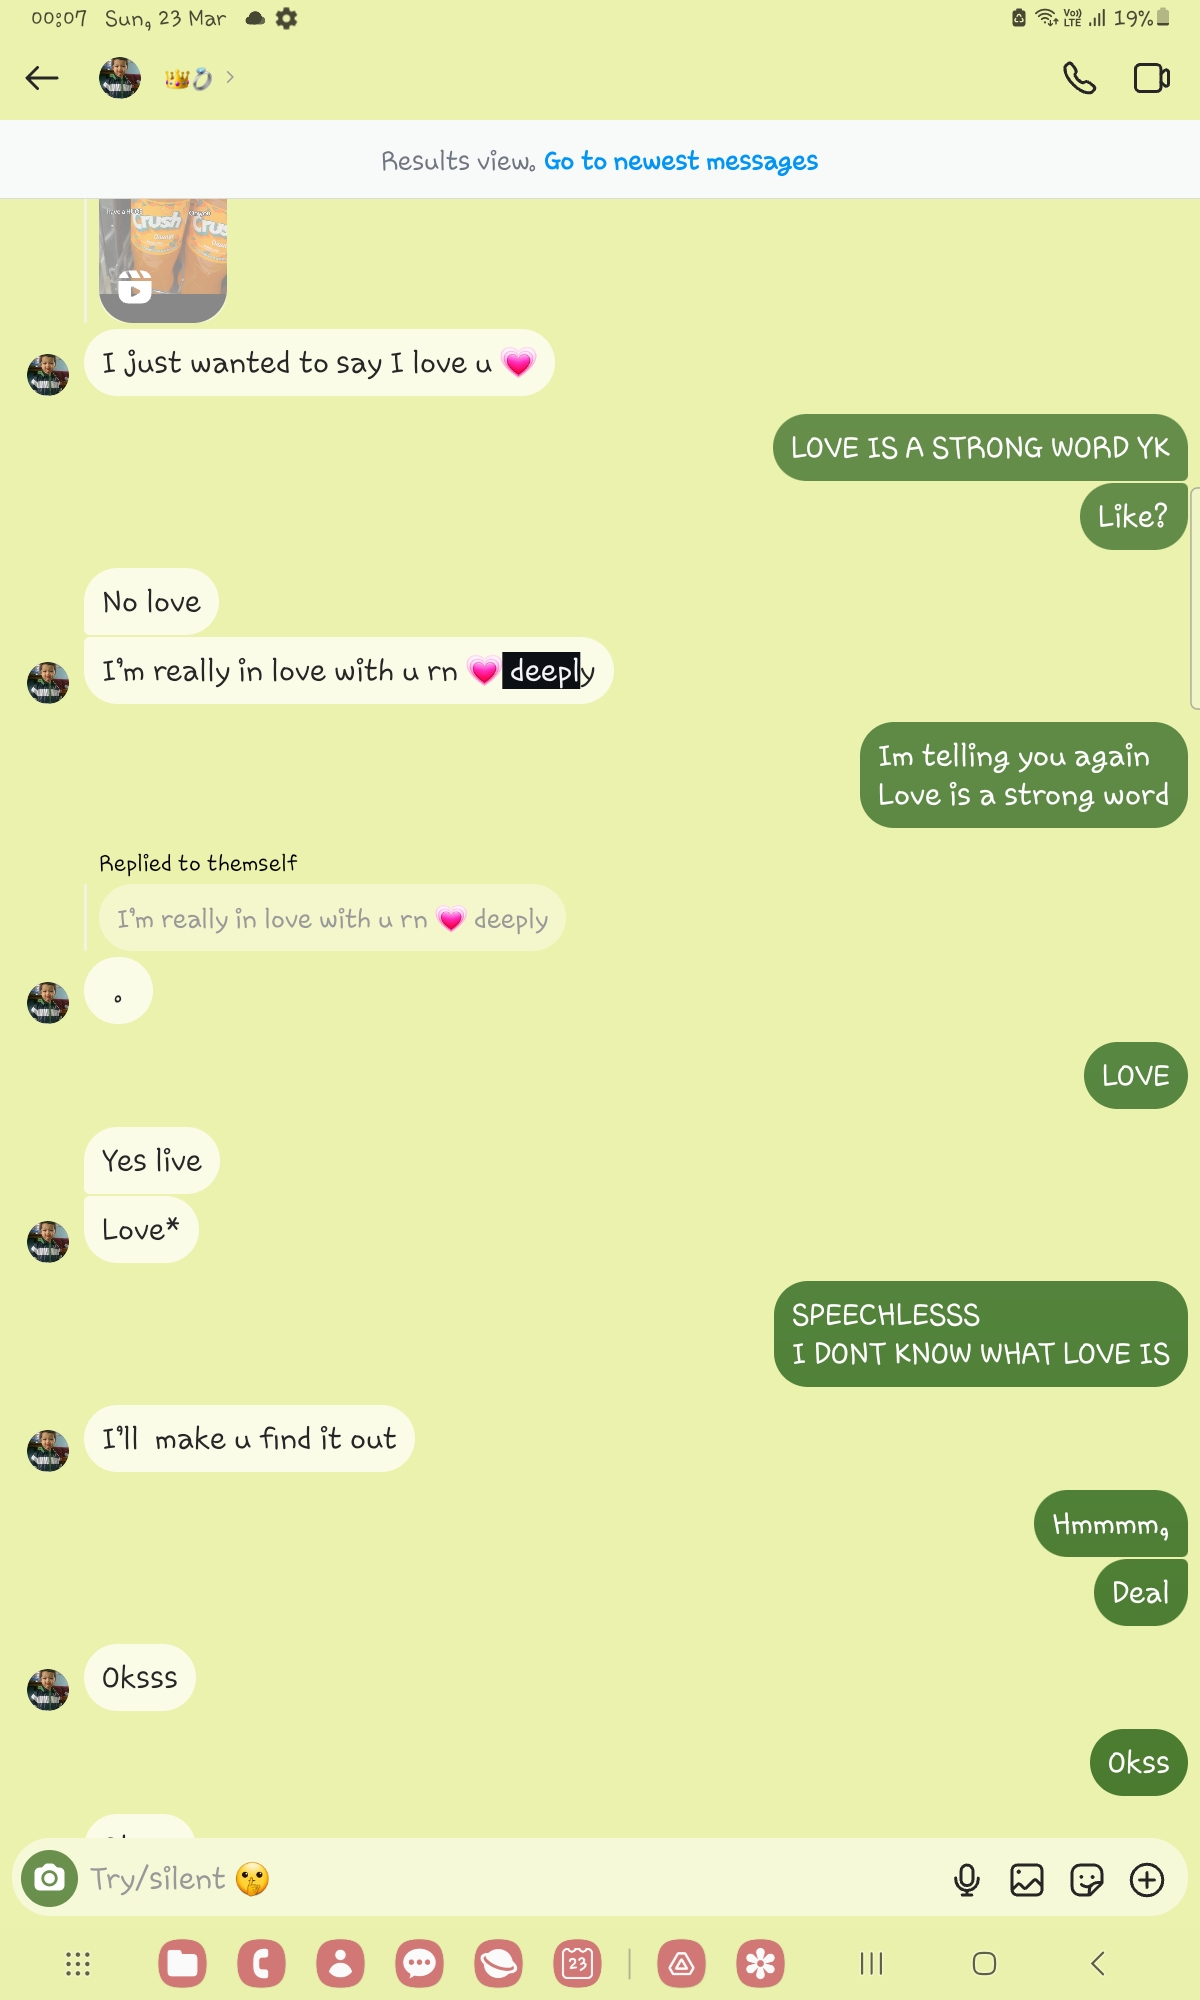 00:07 Sun, 23 Mar
Vo)) LTE 19%
Results view. Go to newest messages
Crush
I just wanted to say I love u 💗
LOVE IS A STRONG WORD YK
Like?
No love
I'm really in love with u rn 💗 deeply
Im telling you again
Love is a strong word
Replied to themself
I'm really in love with u rn 💗 deeply
.
LOVE
Yes live
Love*
SPEECHLESSS
I DONT KNOW WHAT LOVE IS
I'll  make u find it out
Hmmmm,
Deal
Oksss
Okss
Try/silent 🤫
23